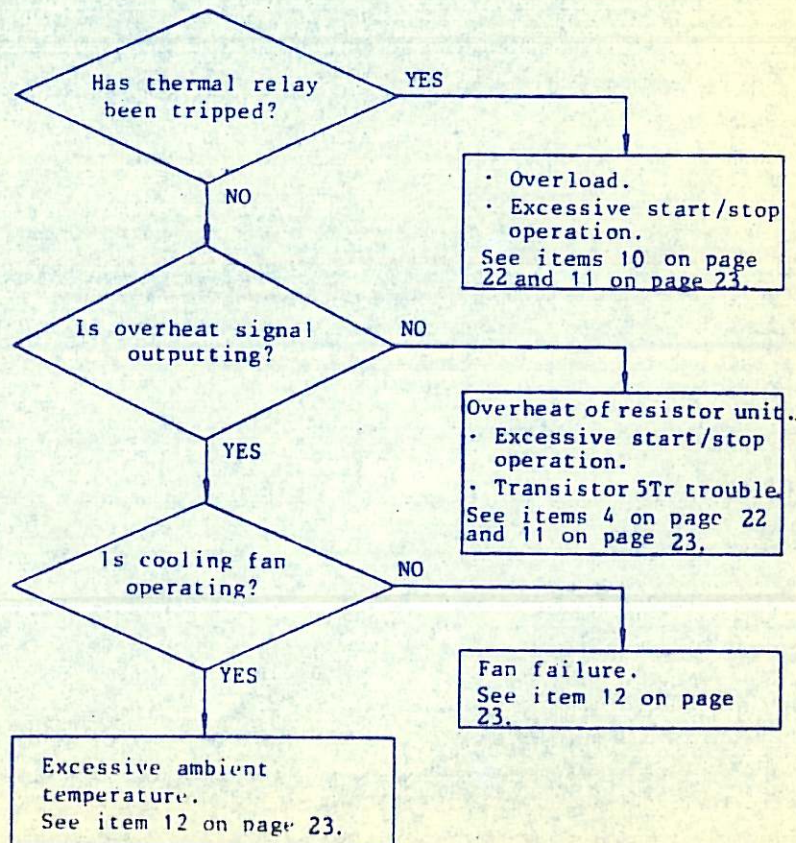 Has thermal relay
been tripped?
YES
NO
· Overload.
· Excessive start/stop
operation.
See items 10 on page
22 and 11 on page 23.
Is overheat signal
outputting?
NO
YES
Overheat of resistor unit.
· Excessive start/stop
operation.
· Transistor 5Tr trouble.
See items 4 on page 22
and 11 on page 23.
Is cooling fan
operating?
NO
YES
Fan failure.
See item 12 on page
23.
Excessive ambient
temperature.
See item 12 on page 23.